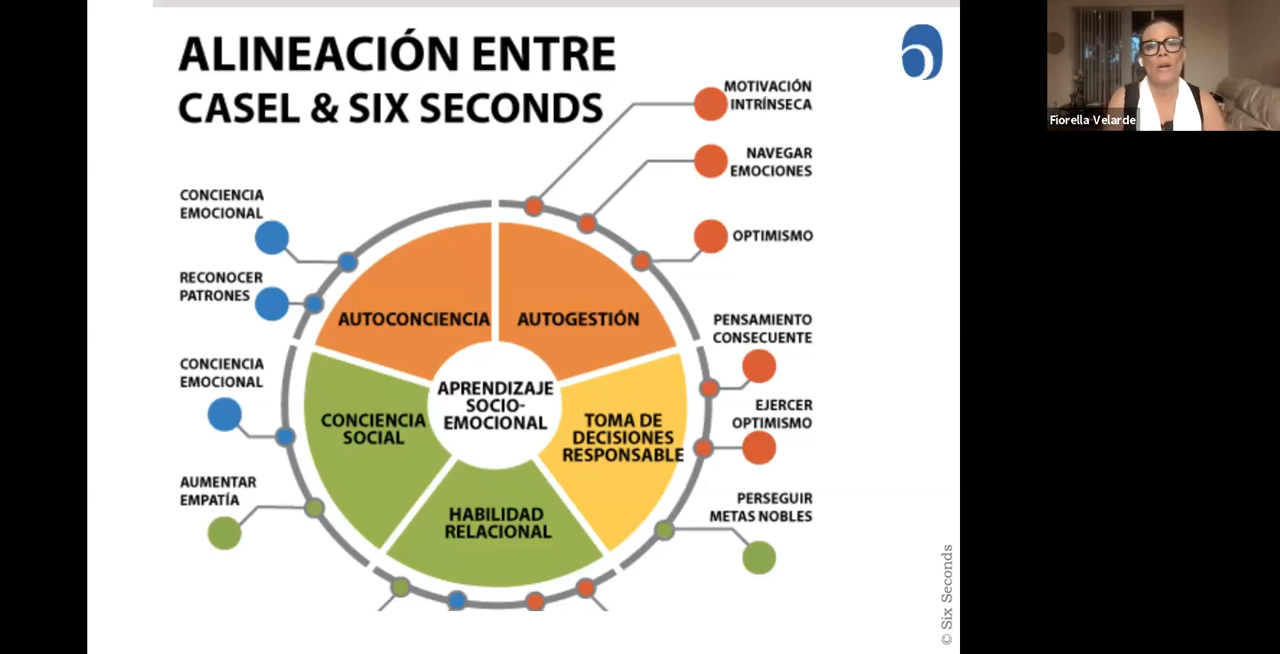 ALINEACIÓN ENTRE
CASEL & SIX SECONDS
Fiorella Velarde
MOTIVACIÓN
INTRÍNSECA
NAVEGAR
EMOCIONES
OPTIMISMO
CONCIENCIA
EMOCIONAL
RECONOCER
PATRONES
AUTOCONCIENCIA
AUTOGESTIÓN
PENSAMIENTO
CONSECUENTE
CONCIENCIA
EMOCIONAL
APRENDIZAJE
SOCIO-
EMOCIONAL
EJERCER
OPTIMISMO
CONCIENCIA
SOCIAL
TOMA DE
DECISIONES
RESPONSABLE
AUMENTAR
EMPATÍA
PERSEGUIR
METAS NOBLES
HABILIDAD
RELACIONAL
© Six Seconds